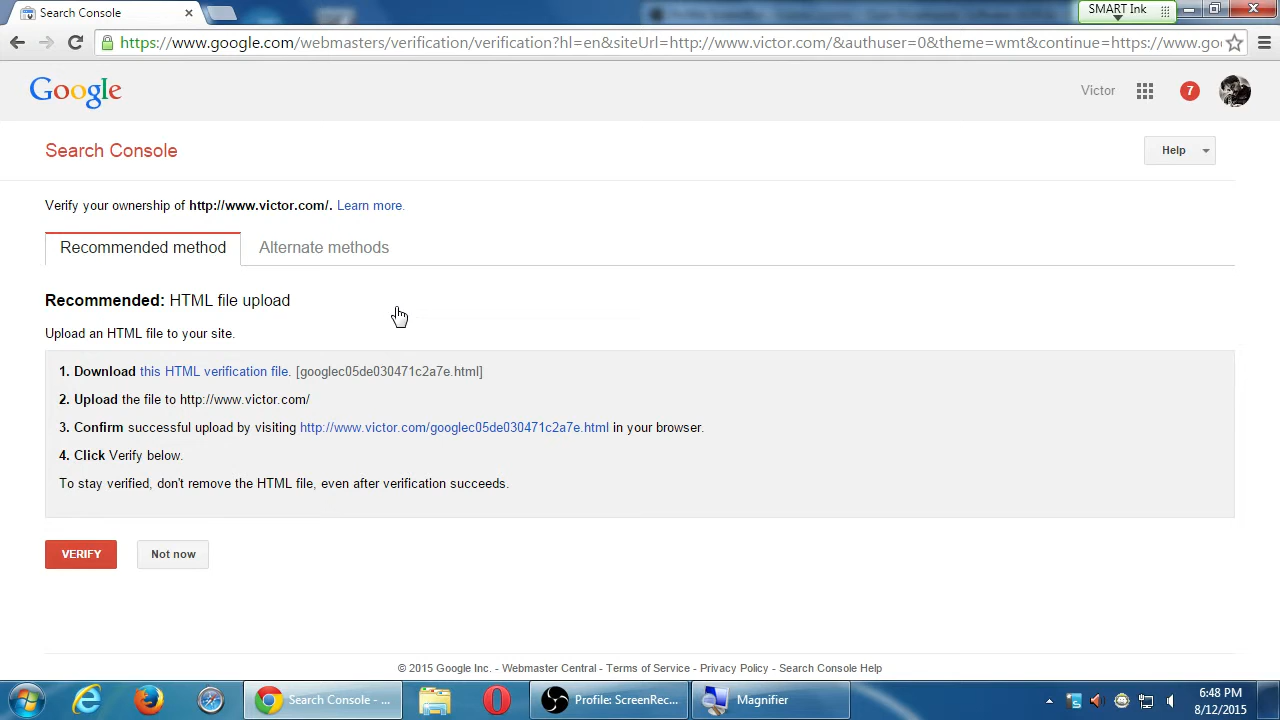 Search Console
SMART Ink
https://www.google.com/webmasters/verification/verification?hl=en&siteUrl=http://www.victor.com/&authuser=0&theme=wmt&continue=https://www.go
Google
Victor
7
Search Console
Help
Verify your ownership of http://www.victor.com/. Learn more.
Recommended method
Alternate methods
Recommended: HTML file upload
Upload an HTML file to your site.
1. Download this HTML verification file. [googlec05de030471c2a7e.html]
2. Upload the file to http://www.victor.com/
3. Confirm successful upload by visiting http://www.victor.com/googlec05de030471c2a7e.html in your browser.
4. Click Verify below.
To stay verified, don't remove the HTML file, even after verification succeeds.
VERIFY
Not now
© 2015 Google Inc. - Webmaster Central - Terms of Service - Privacy Policy - Search Console Help
Search Console - ...
Profile: ScreenRec...
Magnifier
6:48 PM
8/12/2015